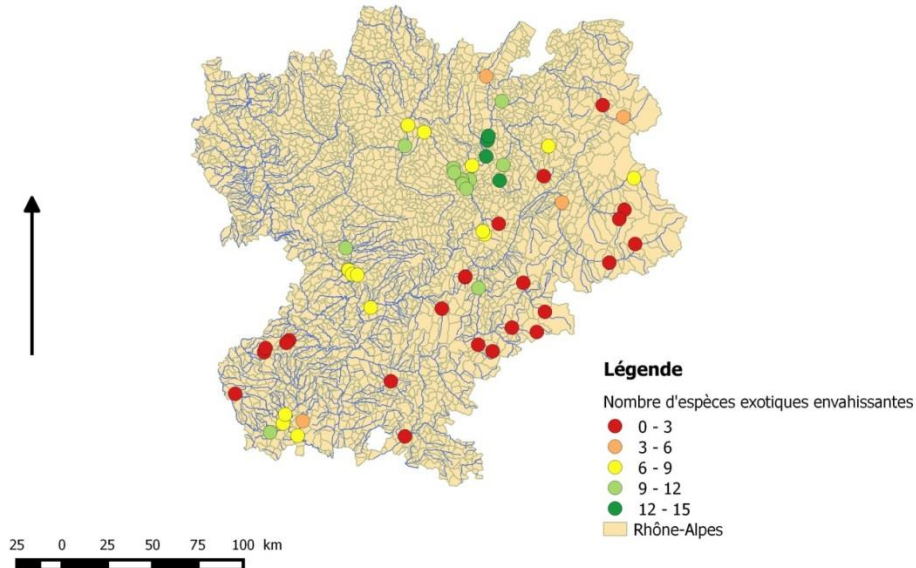 Légende
Nombre d'espèces exotiques envahissantes
0 - 3
3 - 6
6 - 9
9 - 12
12 - 15
Rhône-Alpes
25 0 25 50 75 100 km